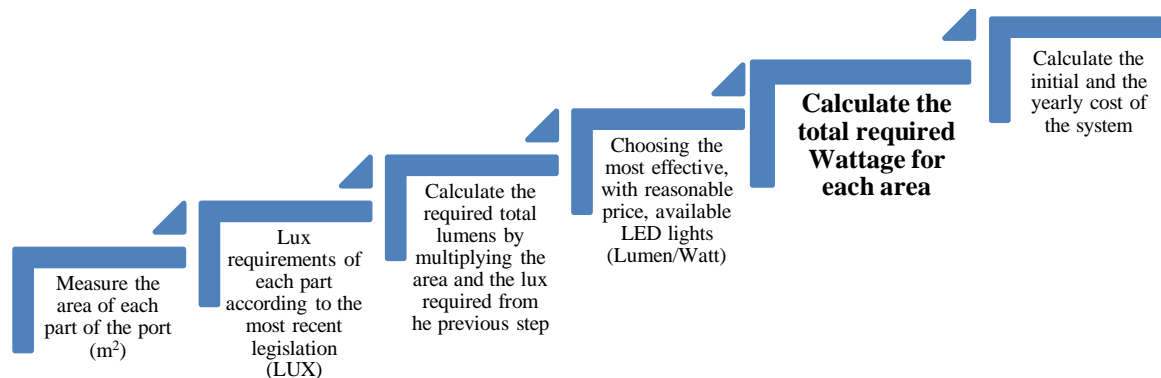 Measure the
area of each
part of the port
(m²)
Lux
requirements of
each part
according to the
most recent
legislation
(LUX)
Calculate the
required total
lumens by
multiplying the
area and the lux
required from
he previous step
Choosing the
most effective,
with reasonable
price, available
LED lights
(Lumen/Watt)
Calculate the
total required
Wattage for
each area
Calculate the
initial and the
yearly cost of
the system